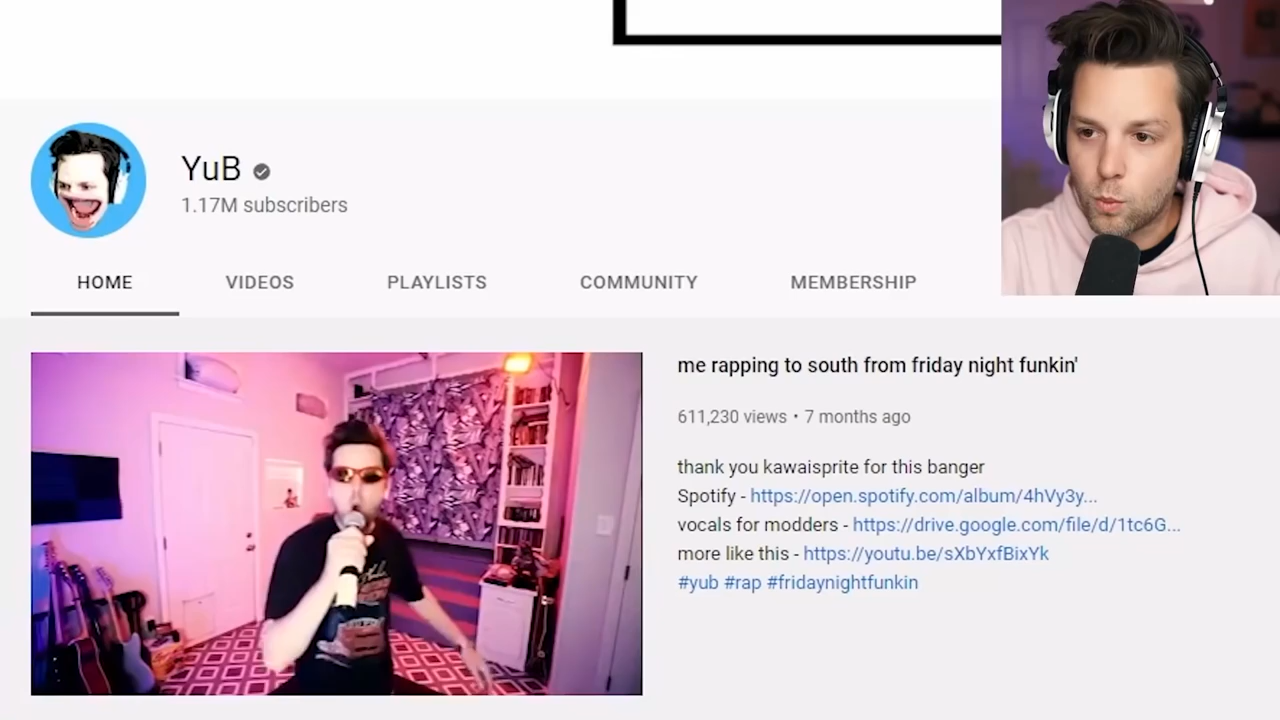 YuB
1.17M subscribers
HOME
VIDEOS
PLAYLISTS
COMMUNITY
MEMBERSHIP
me rapping to south from friday night funkin'
611,230 views • 7 months ago
thank you kawaisprite for this banger
Spotify - https://open.spotify.com/album/4hVy3y...
vocals for modders - https://drive.google.com/file/d/1tc6G...
more like this - https://youtu.be/sXbYxfBixYk
#yub #rap #fridaynightfunkin